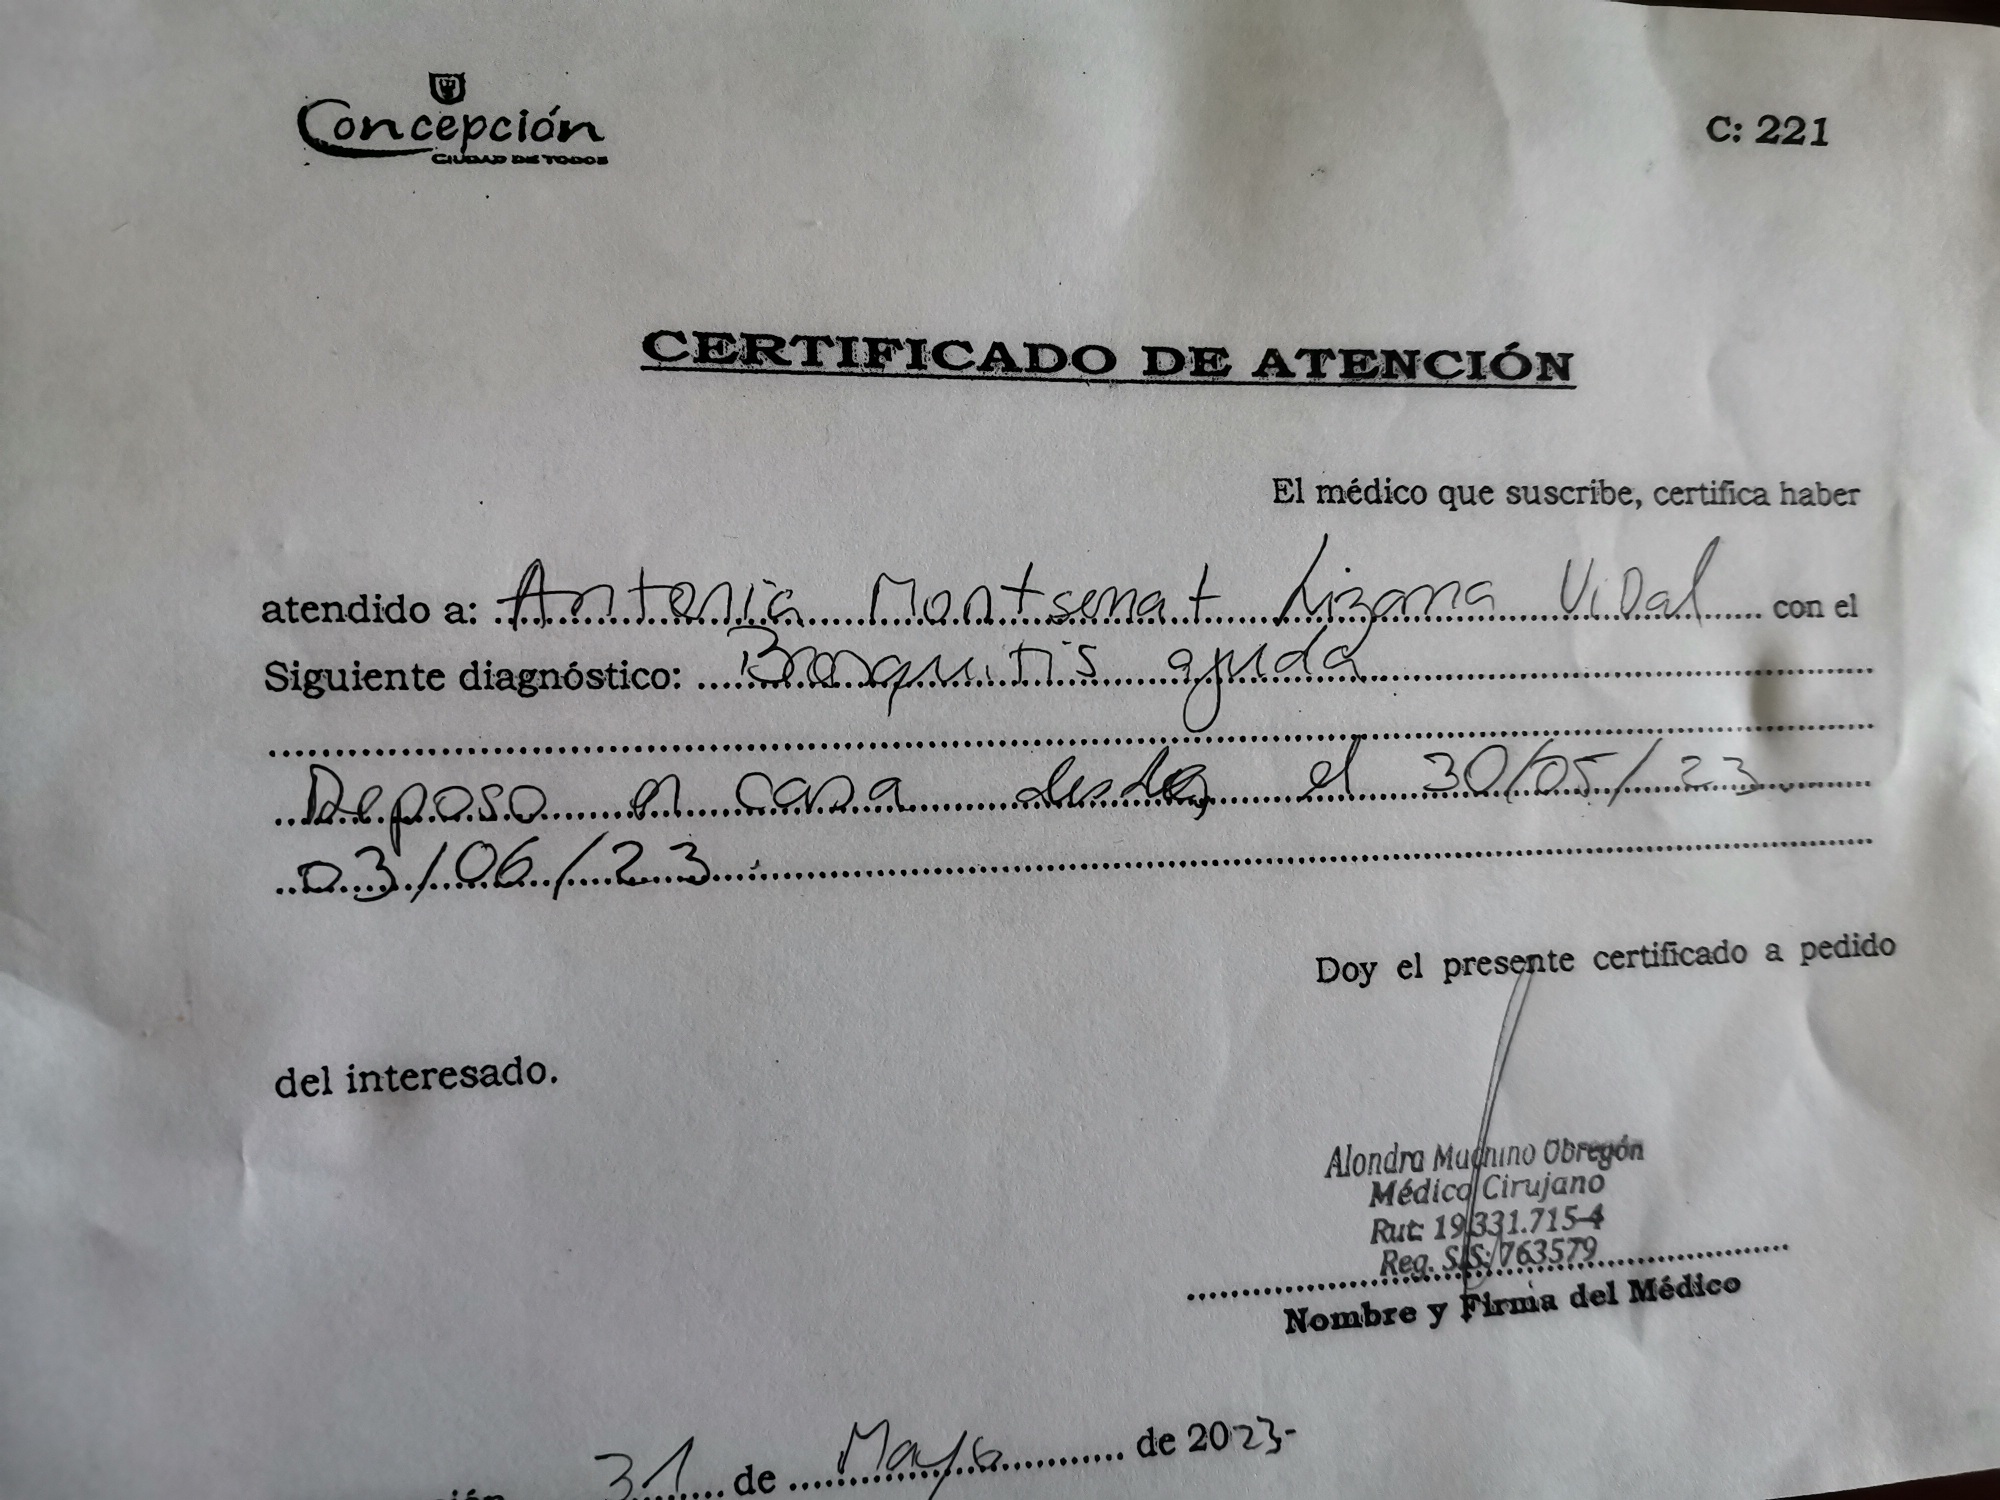 Concepción
CIUDAD DE TODOS
C: 221
CERTIFICADO DE ATENCIÓN
El médico que suscribe, certifica haber
atendido a: Antonia Montserrat Lizana Vidal con el
Siguiente diagnóstico: Bronquitis aguda
Reposo en casa desde el 30/05/23
03/06/23
Doy el presente certificado a pedido
del interesado.
Alondra Obregón
Médico Cirujano
Rut: 19.331.715-4
Reg. S.I.S: 763579
Nombre y Firma del Médico
31 de Mayo de 2023-